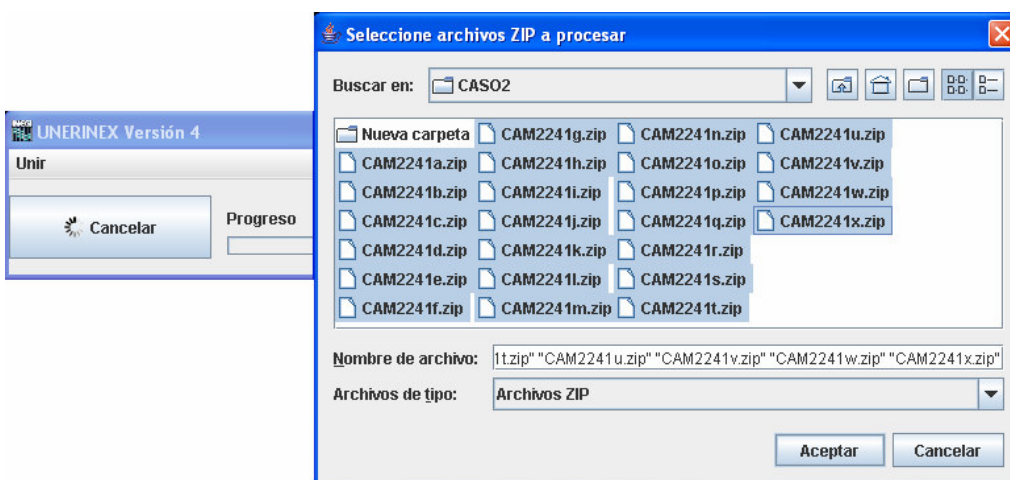 Seleccione archivos ZIP a procesar
Buscar en: CASO2
Nueva carpeta CAM2241g.zip CAM2241n.zip CAM2241u.zip
CAM2241a.zip CAM2241h.zip CAM2241o.zip CAM2241v.zip
CAM2241b.zip CAM2241i.zip CAM2241p.zip CAM2241w.zip
CAM2241c.zip CAM2241j.zip CAM2241q.zip CAM2241x.zip
CAM2241d.zip CAM2241k.zip CAM2241r.zip
CAM2241e.zip CAM2241l.zip CAM2241s.zip
CAM2241f.zip CAM2241m.zip CAM2241t.zip
Nombre de archivo: 1t.zip" "CAM2241u.zip" "CAM2241v.zip" "CAM2241w.zip" "CAM2241x.zip"
Archivos de tipo: Archivos ZIP
Aceptar Cancelar
UNERINEX Versión 4
Unir
Cancelar Progreso